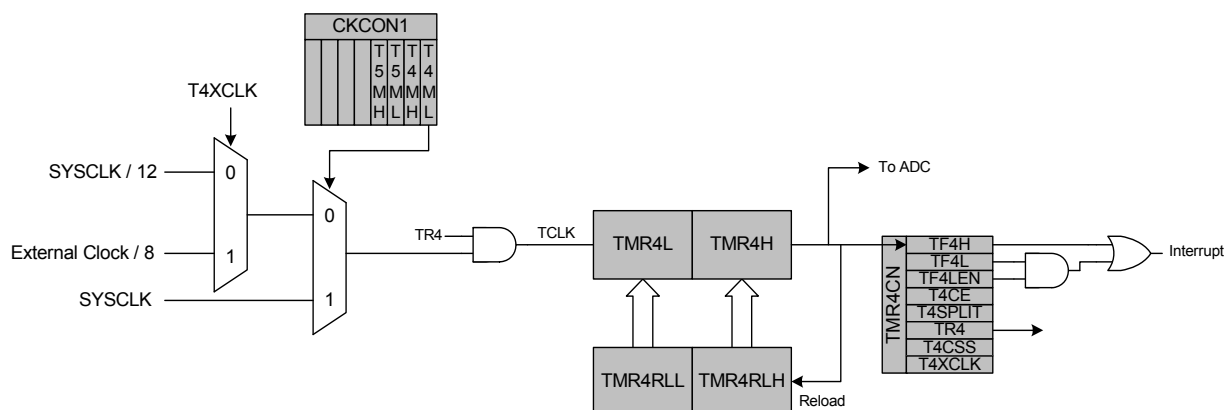 CKCON1
T5MH
T5ML
T4MH
T4ML
T4XCLK
SYSCLK / 12
0
External Clock / 8
1
SYSCLK
0
1
TR4
TCLK
TMR4L
TMR4H
To ADC
TMR4RLL
TMR4RLH
Reload
TMR4CN
TF4H
TF4L
TF4LEN
T4CE
T4SPLIT
TR4
T4CSS
T4XCLK
Interrupt